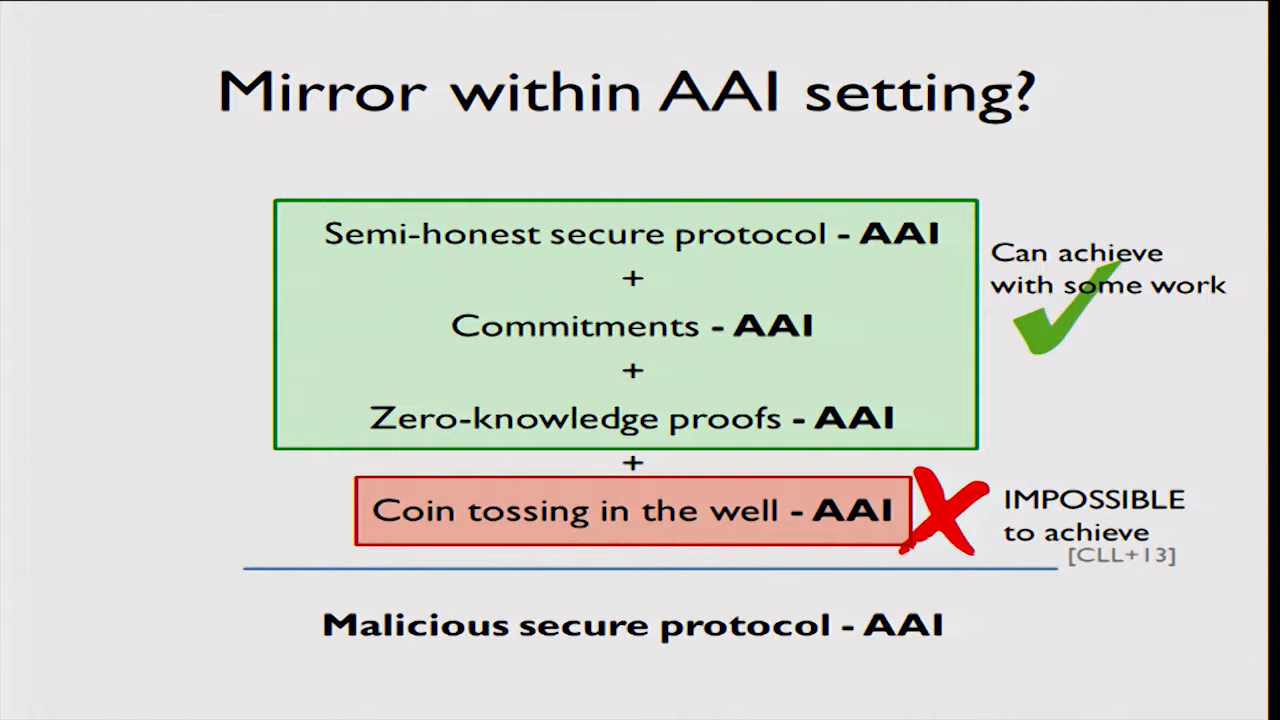 Mirror within AAI setting?
Semi-honest secure protocol - AAI
+
Commitments - AAI
+
Zero-knowledge proofs - AAI
+
Coin tossing in the well - AAI
Can achieve
with some work
IMPOSSIBLE
to achieve
[CLL+13]
Malicious secure protocol - AAI